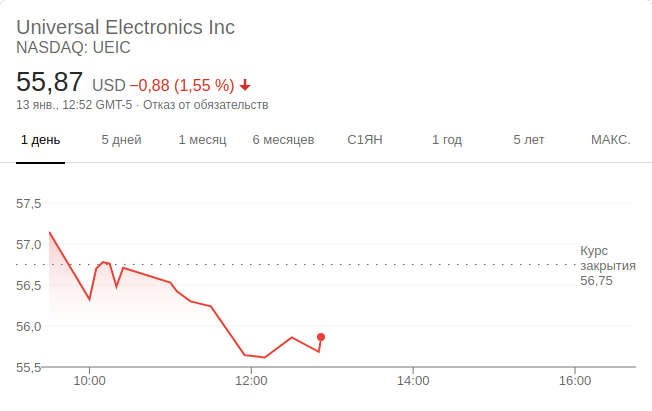 Universal Electronics Inc
NASDAQ: UEIC
55,87 USD −0,88 (1,55 %) ↓
13 янв., 12:52 GMT-5 · Отказ от обязательств
1 день 5 дней 1 месяц 6 месяцев С1ЯН 1 год 5 лет МАКС.
57,5
57,0
Курс
закрытия
56,75
56,5
56,0
55,5
10:00 12:00 14:00 16:00